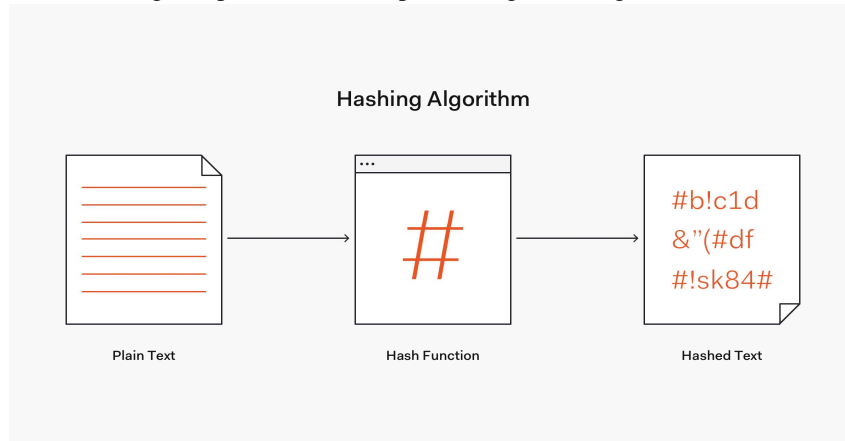 Hashing Algorithm
#
#b!c1d
&”(#df
#!sk84#
Plain Text
Hash Function
Hashed Text